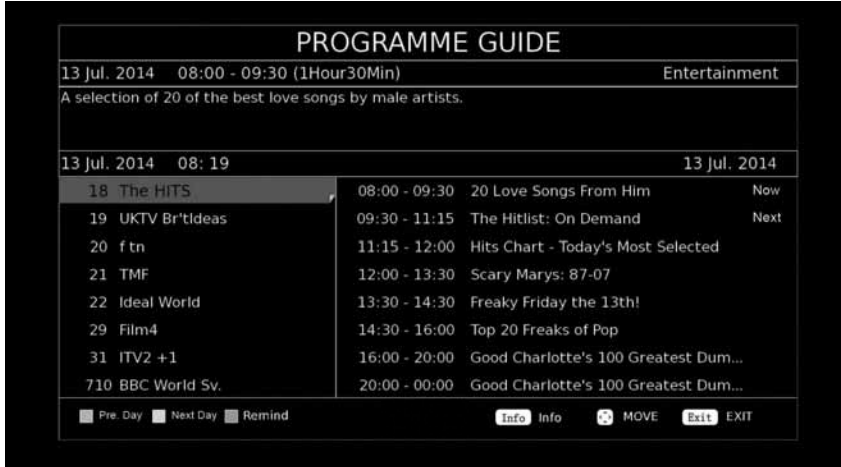 PROGRAMME GUIDE
13 Jul. 2014 08:00 - 09:30 (1Hour30Min) Entertainment
A selection of 20 of the best love songs by male artists.
13 Jul. 2014 08: 19 13 Jul. 2014
18 The HITS 08:00 - 09:30 20 Love Songs From Him Now
19 UKTV Br'tIdeas 09:30 - 11:15 The Hitlist: On Demand Next
20 f tn 11:15 - 12:00 Hits Chart - Today's Most Selected
21 TMF 12:00 - 13:30 Scary Marys: 87-07
22 Ideal World 13:30 - 14:30 Freaky Friday the 13th!
29 Film4 14:30 - 16:00 Top 20 Freaks of Pop
31 ITV2 +1 16:00 - 20:00 Good Charlotte's 100 Greatest Dum...
710 BBC World Sv. 20:00 - 00:00 Good Charlotte's 100 Greatest Dum...
Pre. Day Next Day Remind Info Info MOVE Exit EXIT